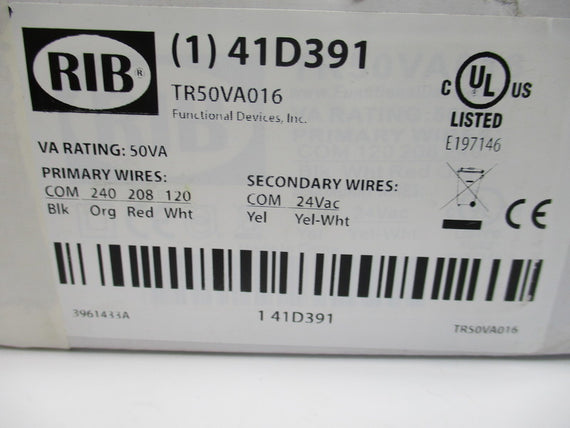 RIB®
(1) 41D391
TR50VA016
Functional Devices, Inc.
C UL US
LISTED
E197146
VA RATING: 50VA
PRIMARY WIRES:
COM 240 208 120
Blk Org Red Wht
SECONDARY WIRES:
COM 24Vac
Yel Yel-Wht
CE
3961433A
1 41D391
TR50VA016